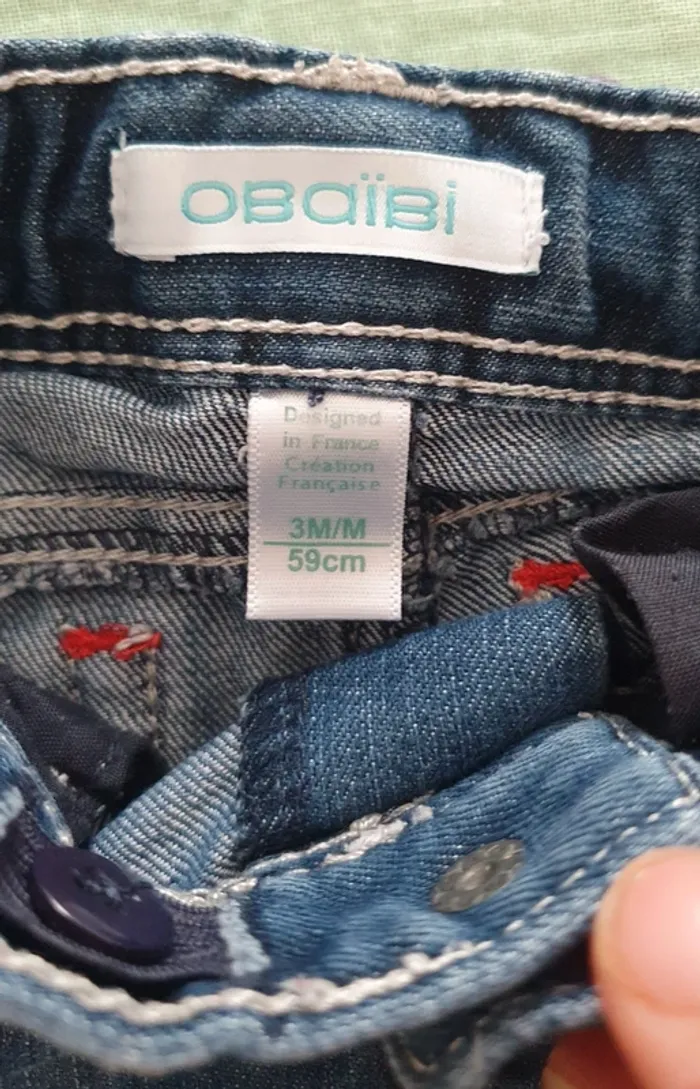 OBaïBi
Designed
in France
Création
Française
3M/M
59cm